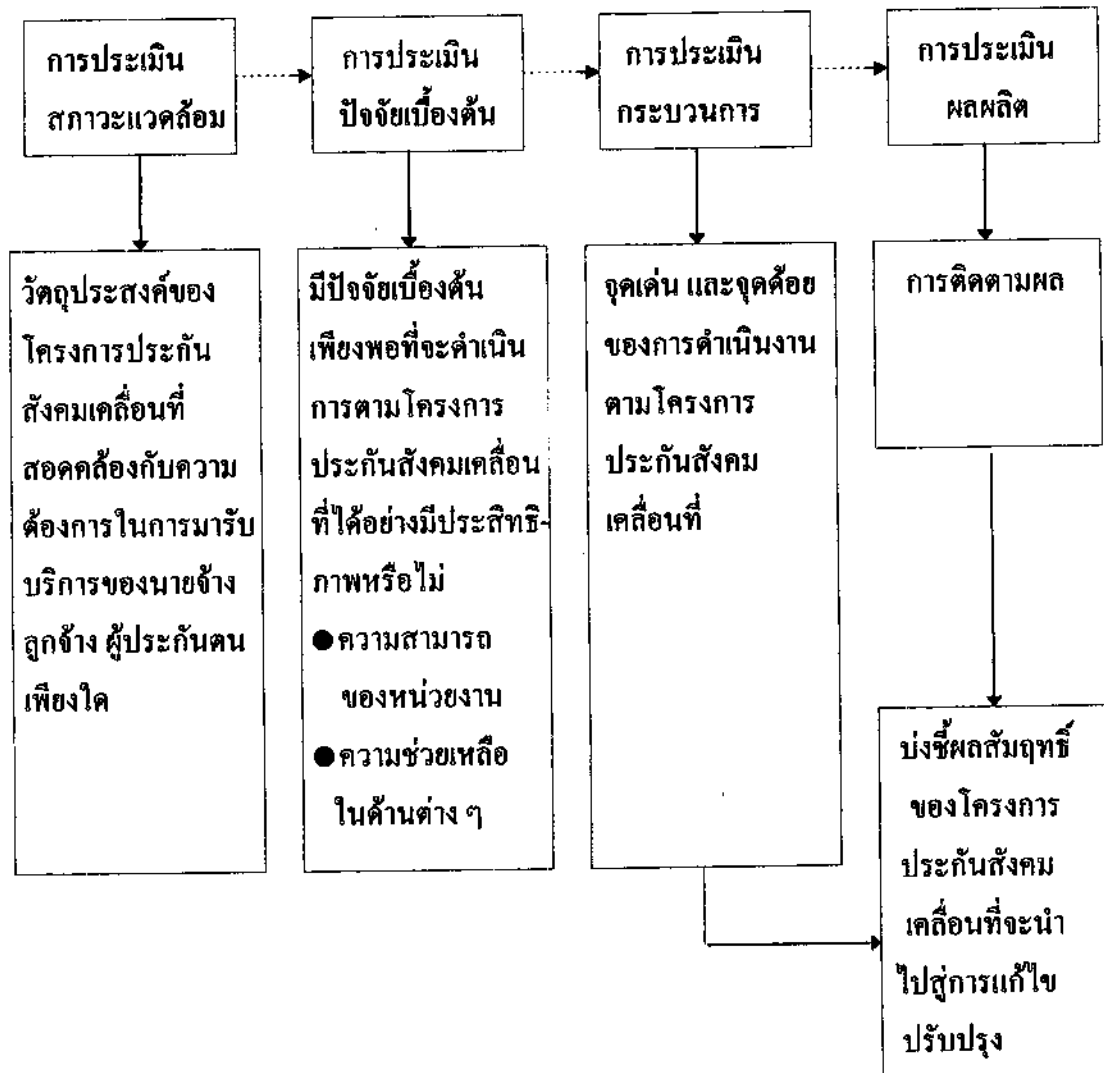 การประเมิน
สภาวะแวดล้อม
การประเมิน
ปัจจัยเบื้องต้น
การประเมิน
กระบวนการ
การประเมิน
ผลผลิต
วัตถุประสงค์ของ
โครงการประกัน
สังคมเคลื่อนที่
สอดคล้องกับความ
ต้องการในการมารับ
บริการของนายจ้าง
ลูกจ้าง ผู้ประกันตน
เพียงใด
มีปัจจัยเบื้องต้น
เพียงพอที่จะดำเนิน
การตามโครงการ
ประกันสังคมเคลื่อน
ที่ได้อย่างมีประสิทธิ-
ภาพหรือไม่
●ความสามารถ
ของหน่วยงาน
●ความช่วยเหลือ
ในด้านต่าง ๆ
จุดเด่น และจุดด้อย
ของการดำเนินงาน
ตามโครงการ
ประกันสังคม
เคลื่อนที่
การติดตามผล
บ่งชี้ผลสัมฤทธิ์
ของโครงการ
ประกันสังคม
เคลื่อนที่จะนำ
ไปสู่การแก้ไข
ปรับปรุง